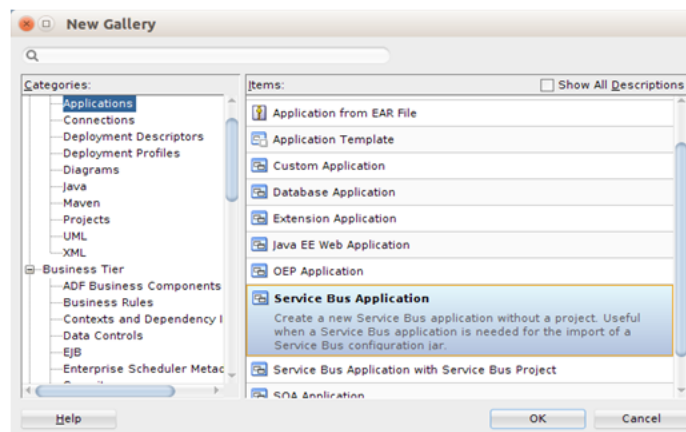 New Gallery
Categories:
Applications
Connections
Deployment Descriptors
Deployment Profiles
Diagrams
Java
Maven
Projects
UML
XML
Business Tier
ADF Business Components
Business Rules
Contexts and Dependency I
Data Controls
EJB
Enterprise Scheduler Metac
Items:
Show All Descriptions
Application from EAR File
Application Template
Custom Application
Database Application
Extension Application
Java EE Web Application
OEP Application
Service Bus Application
Create a new Service Bus application without a project. Useful
when a Service Bus application is needed for the import of a
Service Bus configuration jar.
Service Bus Application with Service Bus Project
SOA Application
Help
OK
Cancel